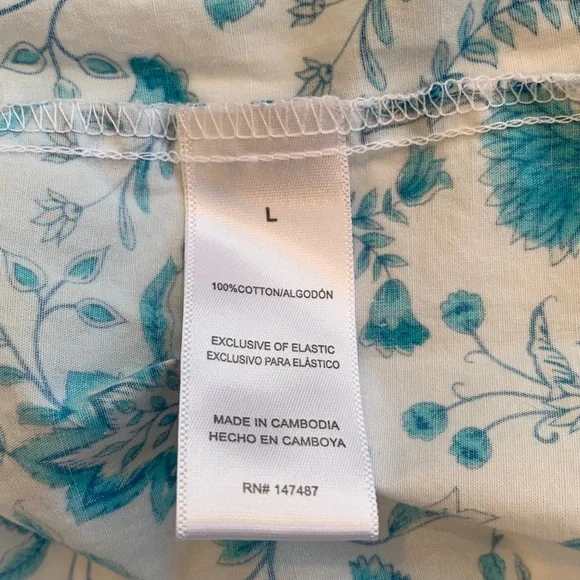 L
100%COTTON/ALGODÓN
EXCLUSIVE OF ELASTIC
EXCLUSIVO PARA ELÁSTICO
MADE IN CAMBODIA
HECHO EN CAMBOYA
RN# 147487